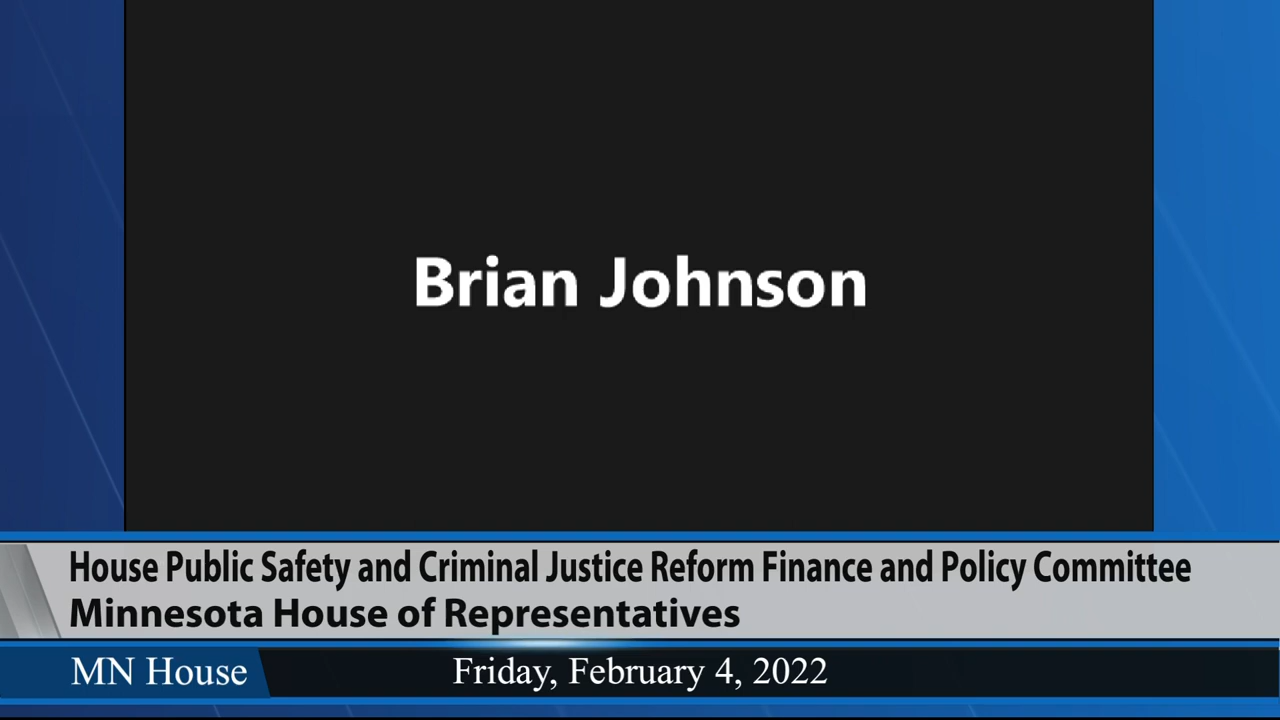 Brian Johnson
House Public Safety and Criminal Justice Reform Finance and Policy Committee
Minnesota House of Representatives
MN House
Friday, February 4, 2022